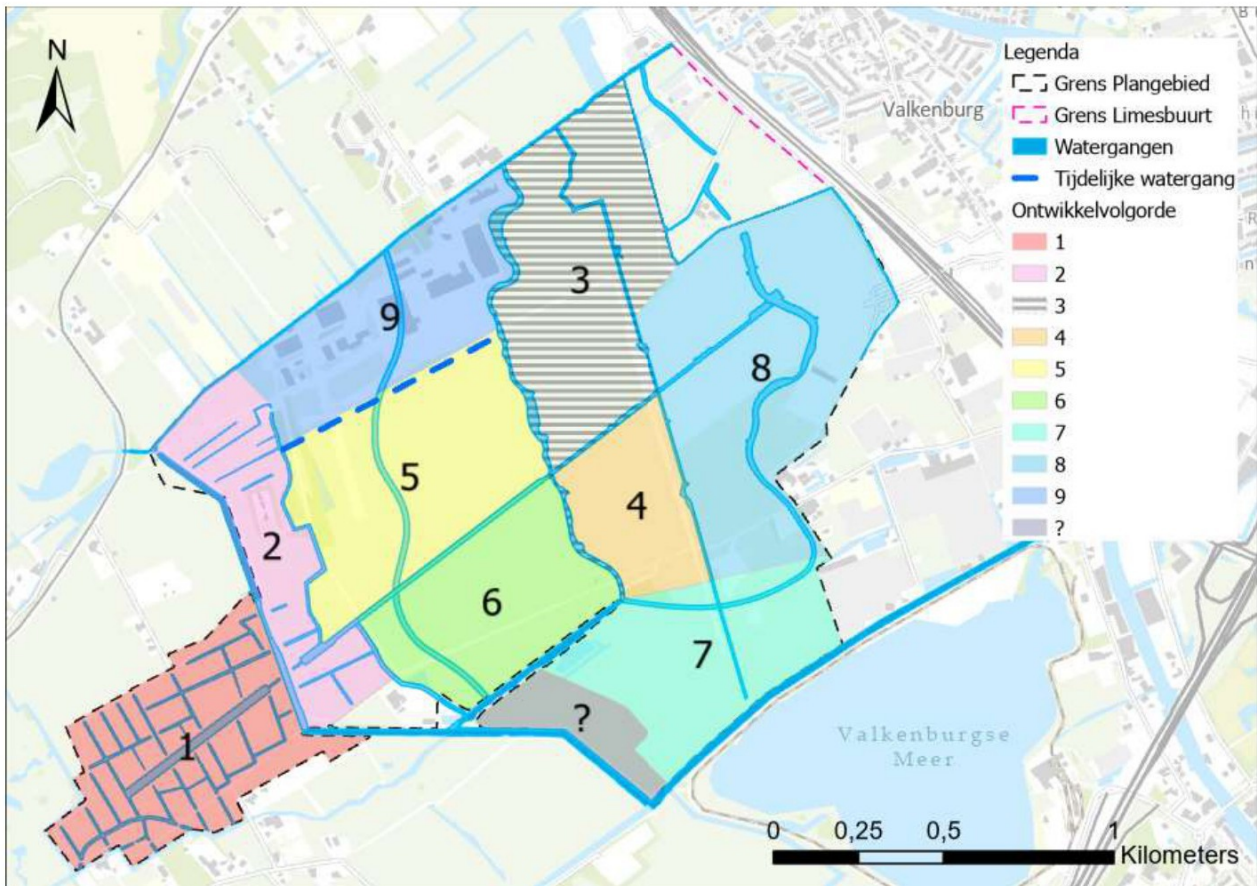 N
Valkenburg
Legenda
Grens Plangebied
Grens Limesbuurt
Watergangen
Tijdelijke watergang
Ontwikkelvolgorde
1
2
3
4
5
6
7
8
9
?
3
9
8
5
4
2
6
7
?
1
Valkenburgse
Meer
0 0,25 0,5 1
Kilometers